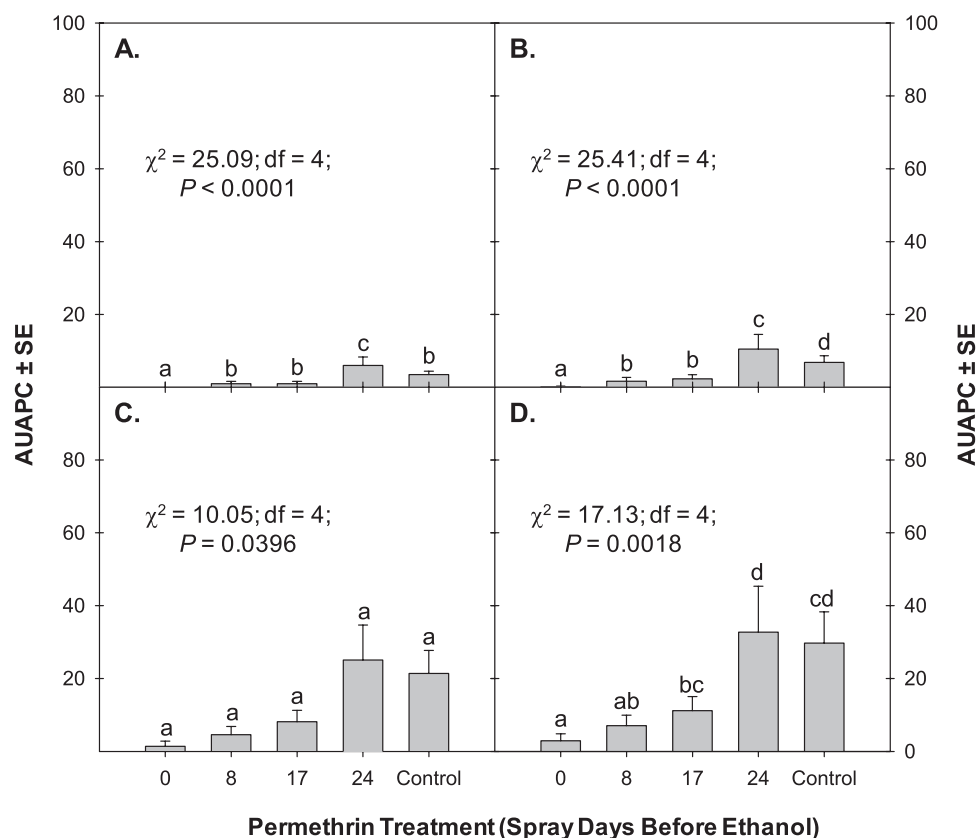 100
100
A.
B.
80
80
χ² = 25.09; df = 4;
P < 0.0001
χ² = 25.41; df = 4;
P < 0.0001
60
60
40
40
20
20
a
b
b
c
b
a
b
b
c
d
AUAPC ± SE
AUAPC ± SE
C.
D.
80
80
χ² = 10.05; df = 4;
P = 0.0396
χ² = 17.13; df = 4;
P = 0.0018
60
60
40
40
20
20
0
a
a
a
a
a
a
ab
bc
d
cd
0 8 17 24 Control
0 8 17 24 Control
Permethrin Treatment (Spray Days Before Ethanol)